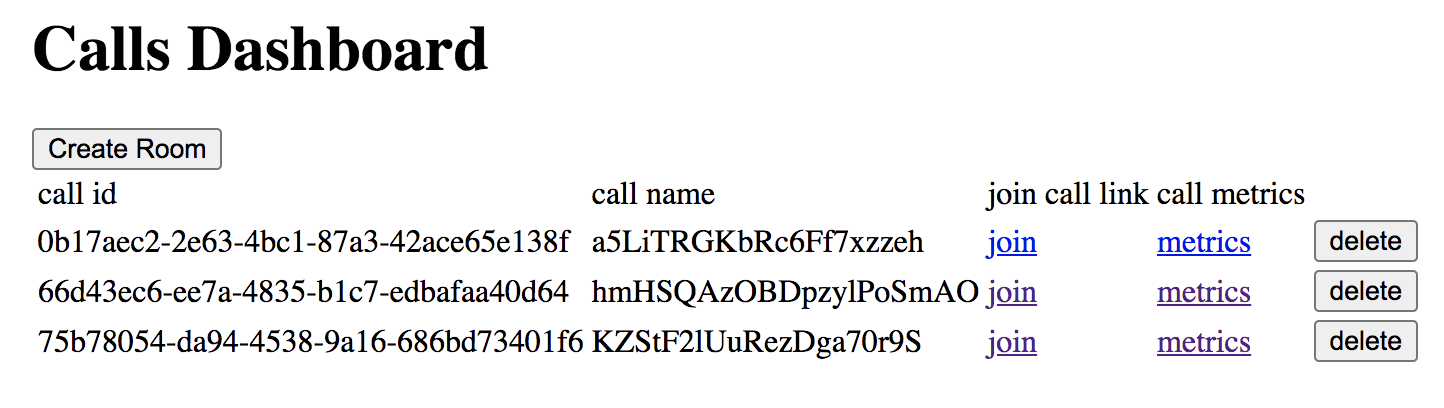 Calls Dashboard
Create Room
call id call name join call link call metrics
0b17aec2-2e63-4bc1-87a3-42ace65e138f a5LiTRGKbRc6Ff7xzzeh join metrics delete
66d43ec6-ee7a-4835-b1c7-edbafaa40d64 hmHSQAzOBDpzylPoSmAO join metrics delete
75b78054-da94-4538-9a16-686bd73401f6 KZStF2lUuRezDga70r9S join metrics delete